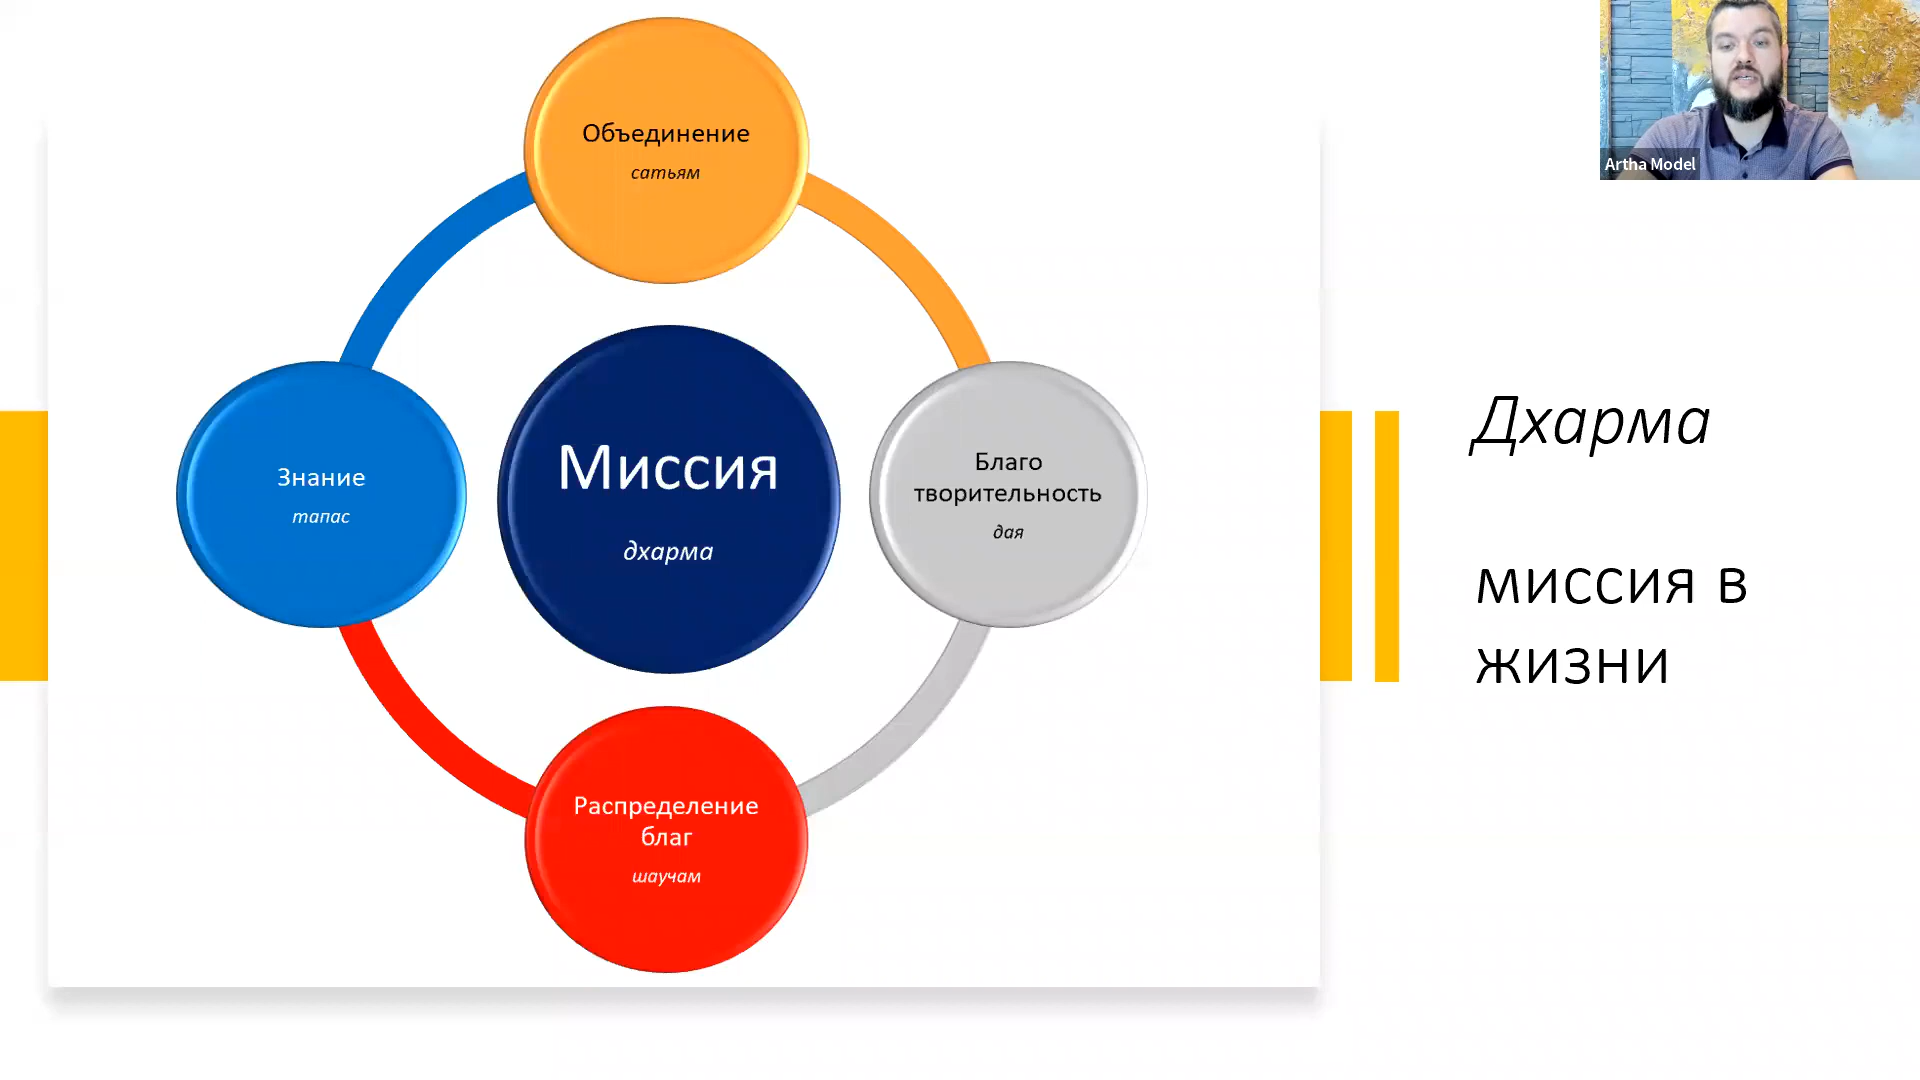 Объединение
сатьям
Знание
тапас
Миссия
дхарма
Благо
творительность
дая
Распределение
благ
шаучам
Дхарма
миссия в
жизни
Artha Model